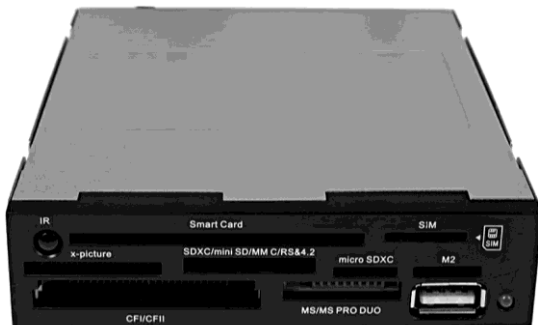 IR
Smart Card
SiM
SIM
x-picture
SDXC/mini SD/MM C/RS&4.2
micro SDXC
M2
CFI/CFII
MS/MS PRO DUO